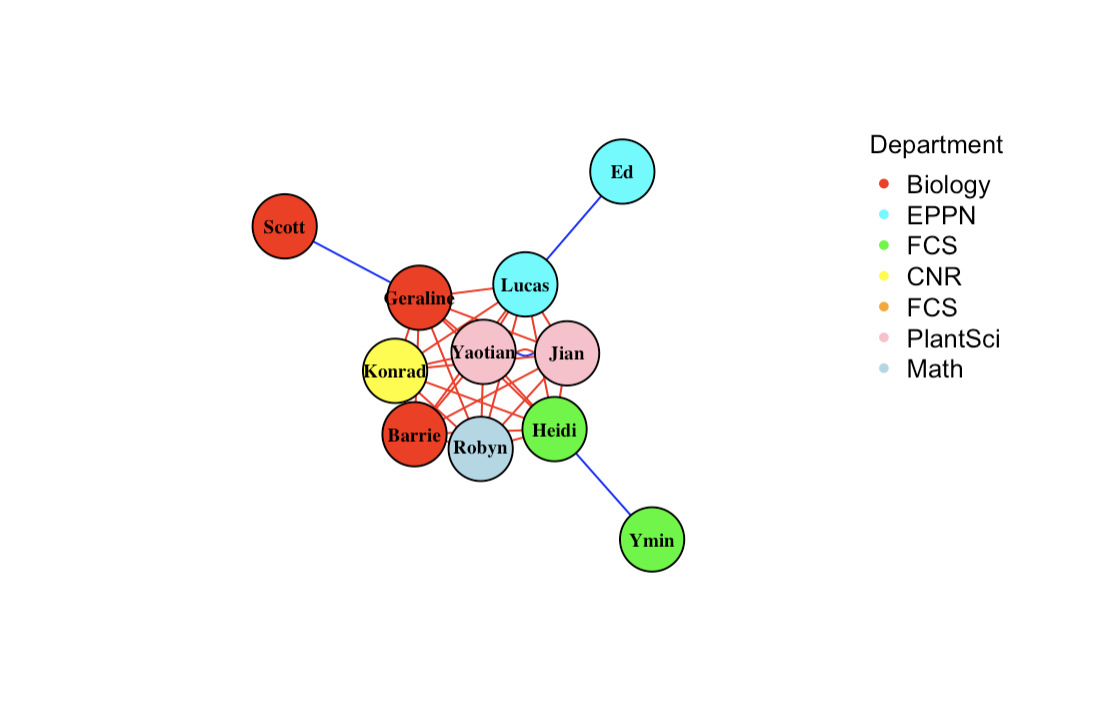 Ed
Scott
Lucas
Geraline
Yaotian
Jian
Konrad
Barrie
Robyn
Heidi
Ymin
Department
Biology
EPPN
FCS
CNR
FCS
PlantSci
Math